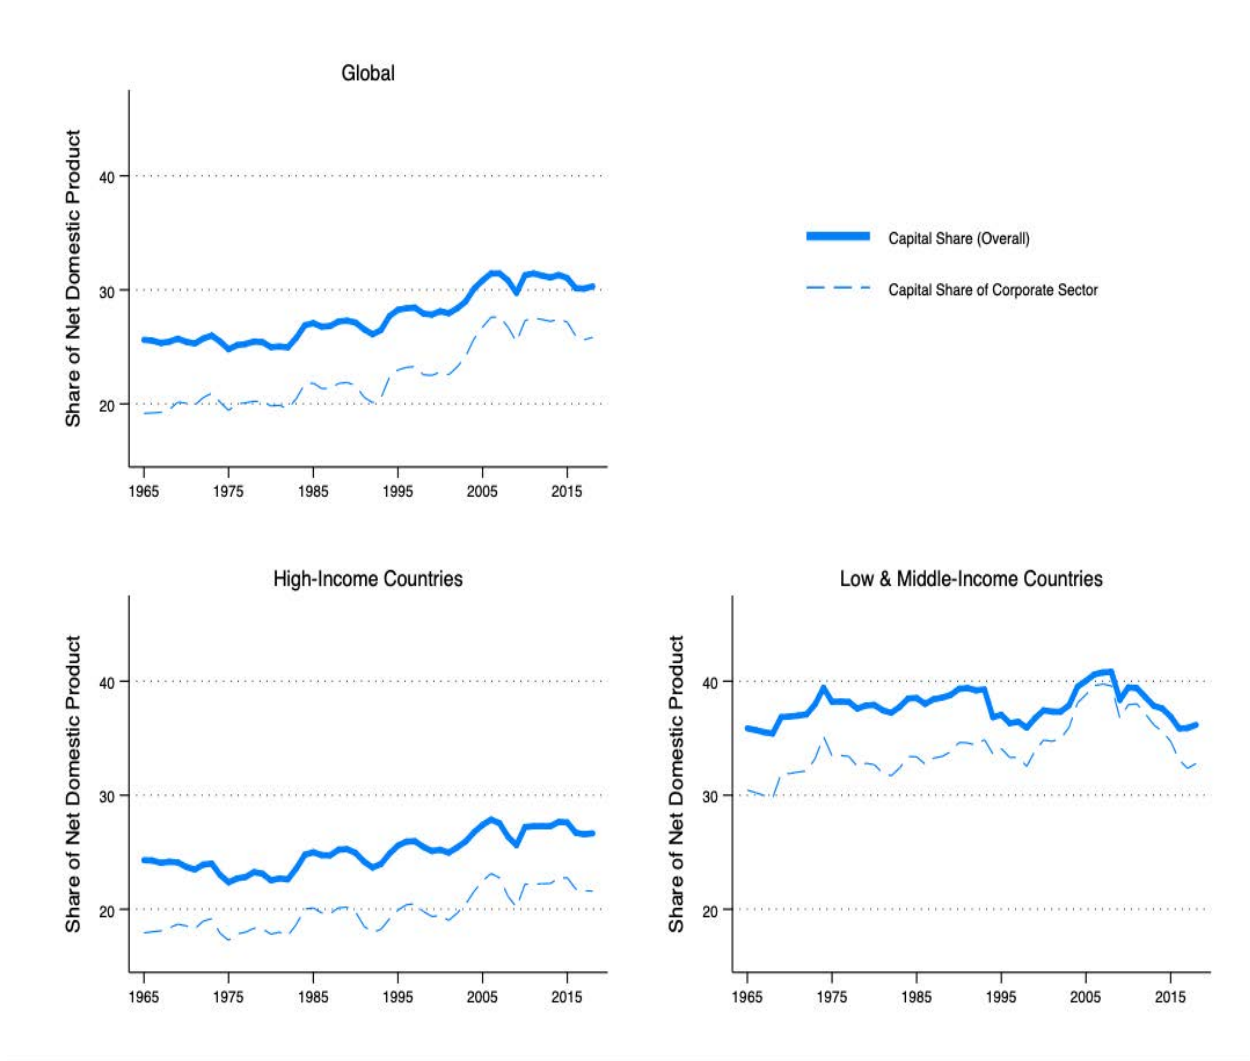 Global
Share of Net Domestic Product
40
30
20
1965 1975 1985 1995 2005 2015
Capital Share (Overall)
Capital Share of Corporate Sector
High-Income Countries
Share of Net Domestic Product
40
30
20
1965 1975 1985 1995 2005 2015
Low & Middle-Income Countries
Share of Net Domestic Product
40
30
20
1965 1975 1985 1995 2005 2015